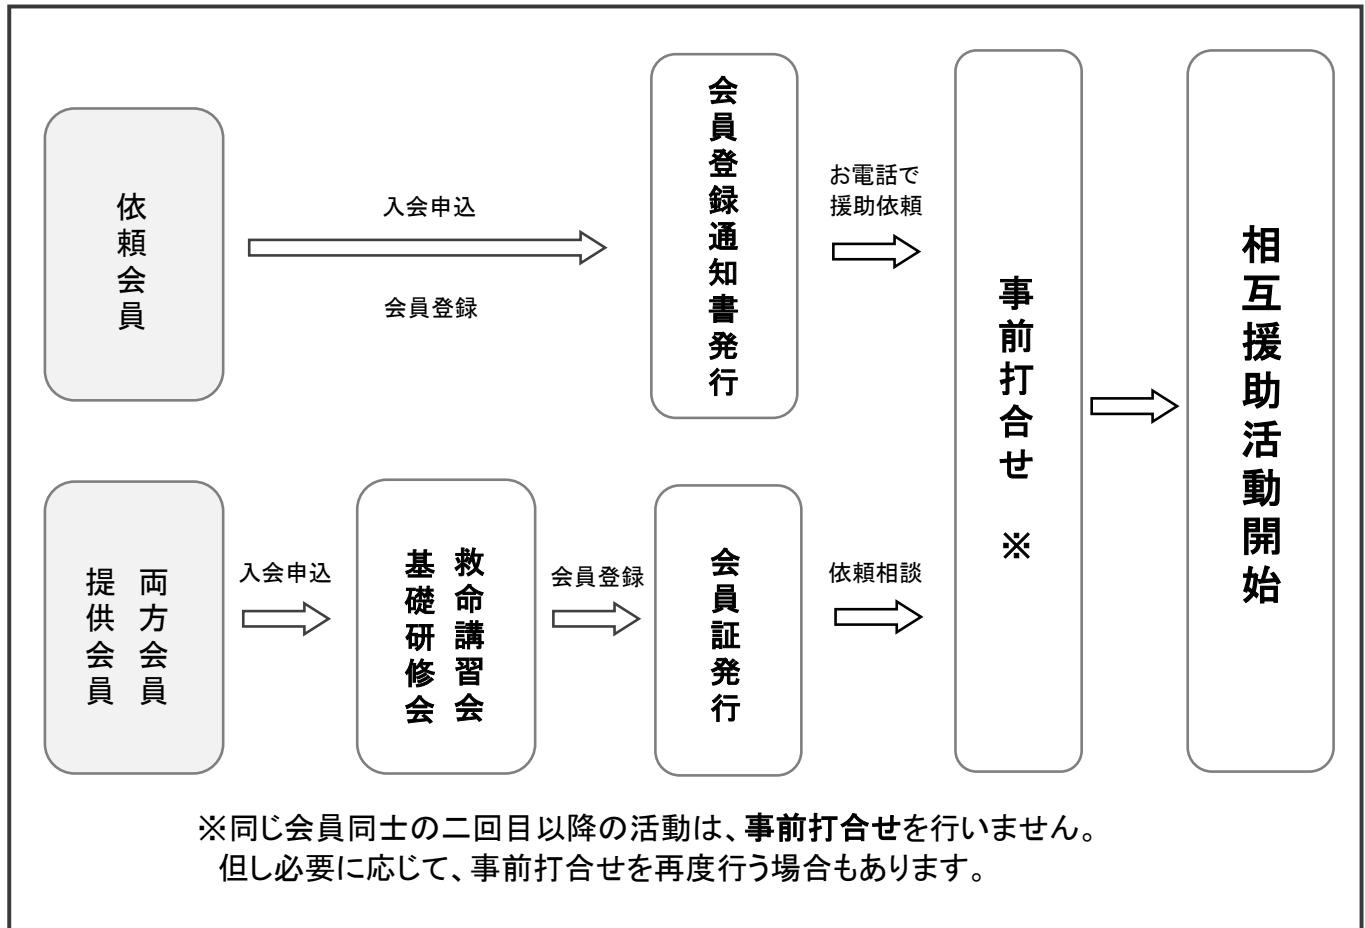 依頼会員
入会申込
会員登録
会員登録通知書発行
お電話で
援助依頼
両方会員
提供会員
入会申込
救命講習会
基礎研修会
会員登録
会員証発行
依頼相談
事前打合せ ※
相互援助活動開始
※同じ会員同士の二回目以降の活動は、事前打合せを行いません。
但し必要に応じて、事前打合せを再度行う場合もあります。